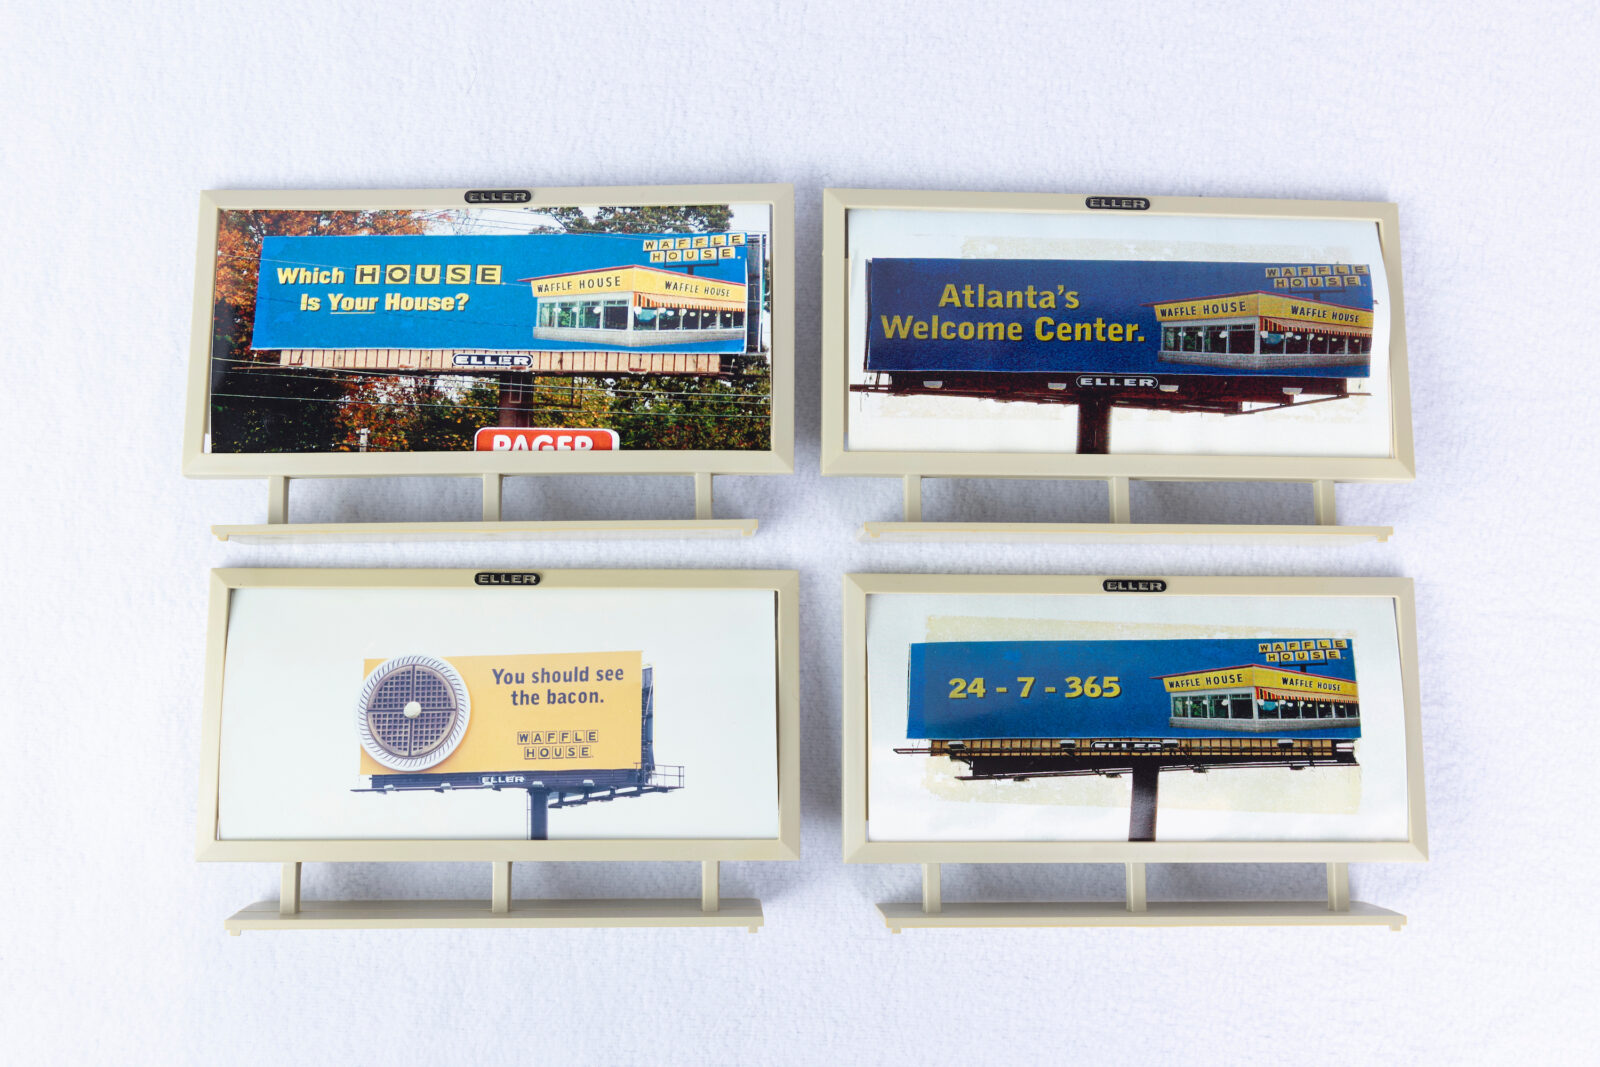 ELLER
WAFFLE
HOUSE
Which HOUSE
Is Your House?
WAFFLE HOUSE
WAFFLE HOUSE
ELLER
PAGER
ELLER
WAFFLE
HOUSE
Atlanta's
Welcome Center.
WAFFLE HOUSE
WAFFLE HOUSE
ELLER
ELLER
You should see
the bacon.
WAFFLE
HOUSE
ELLER
ELLER
WAFFLE
HOUSE
24 - 7 - 365
WAFFLE HOUSE
WAFFLE HOUSE
ELLER